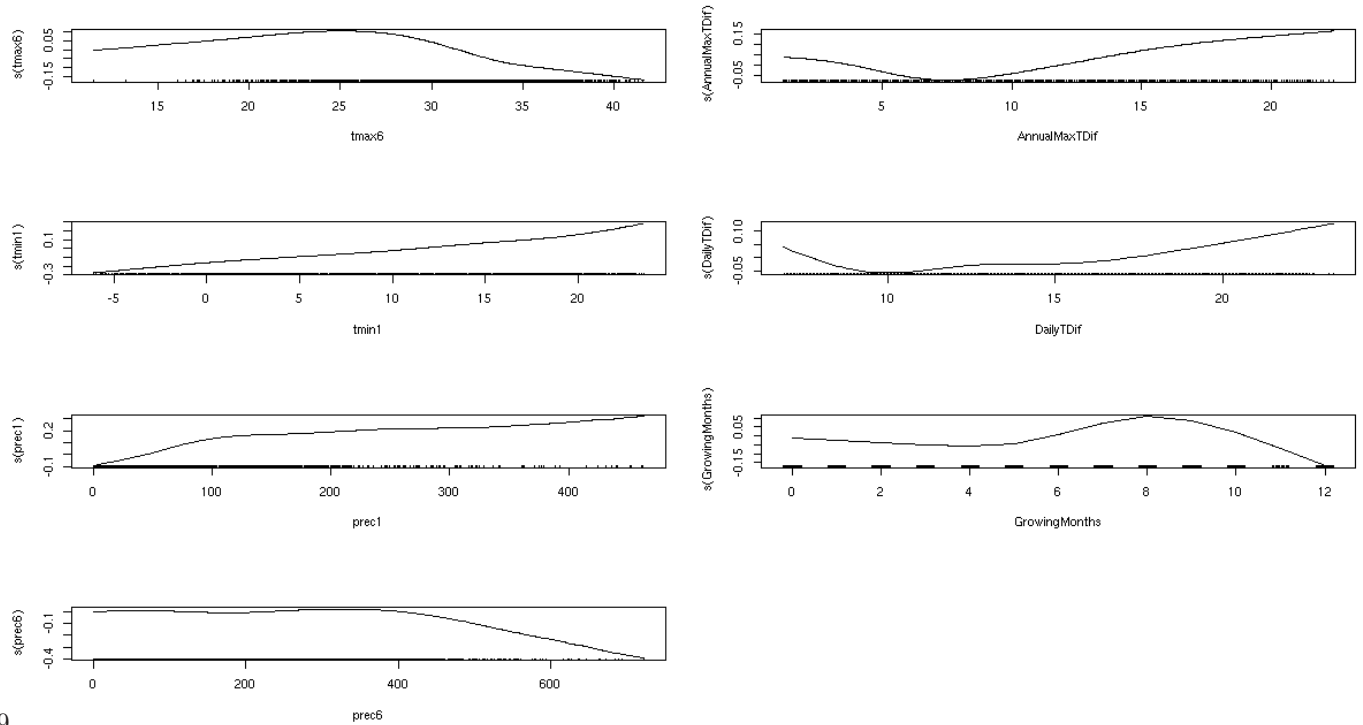 s(tmax6)
0.05
-0.15
15 20 25 30 35 40
tmax6
s(AnnualMaxTDif)
0.15
-0.05
5 10 15 20
AnnualMaxTDif
s(tmin1)
0.1
-0.3
-5 0 5 10 15 20
tmin1
s(DailyTDif)
0.10
-0.05
10 15 20
DailyTDif
s(prec1)
0.2
-0.1
0 100 200 300 400
prec1
s(GrowingMonths)
0.05
-0.15
0 2 4 6 8 10 12
GrowingMonths
s(prec6)
-0.1
-0.4
0 200 400 600
prec6